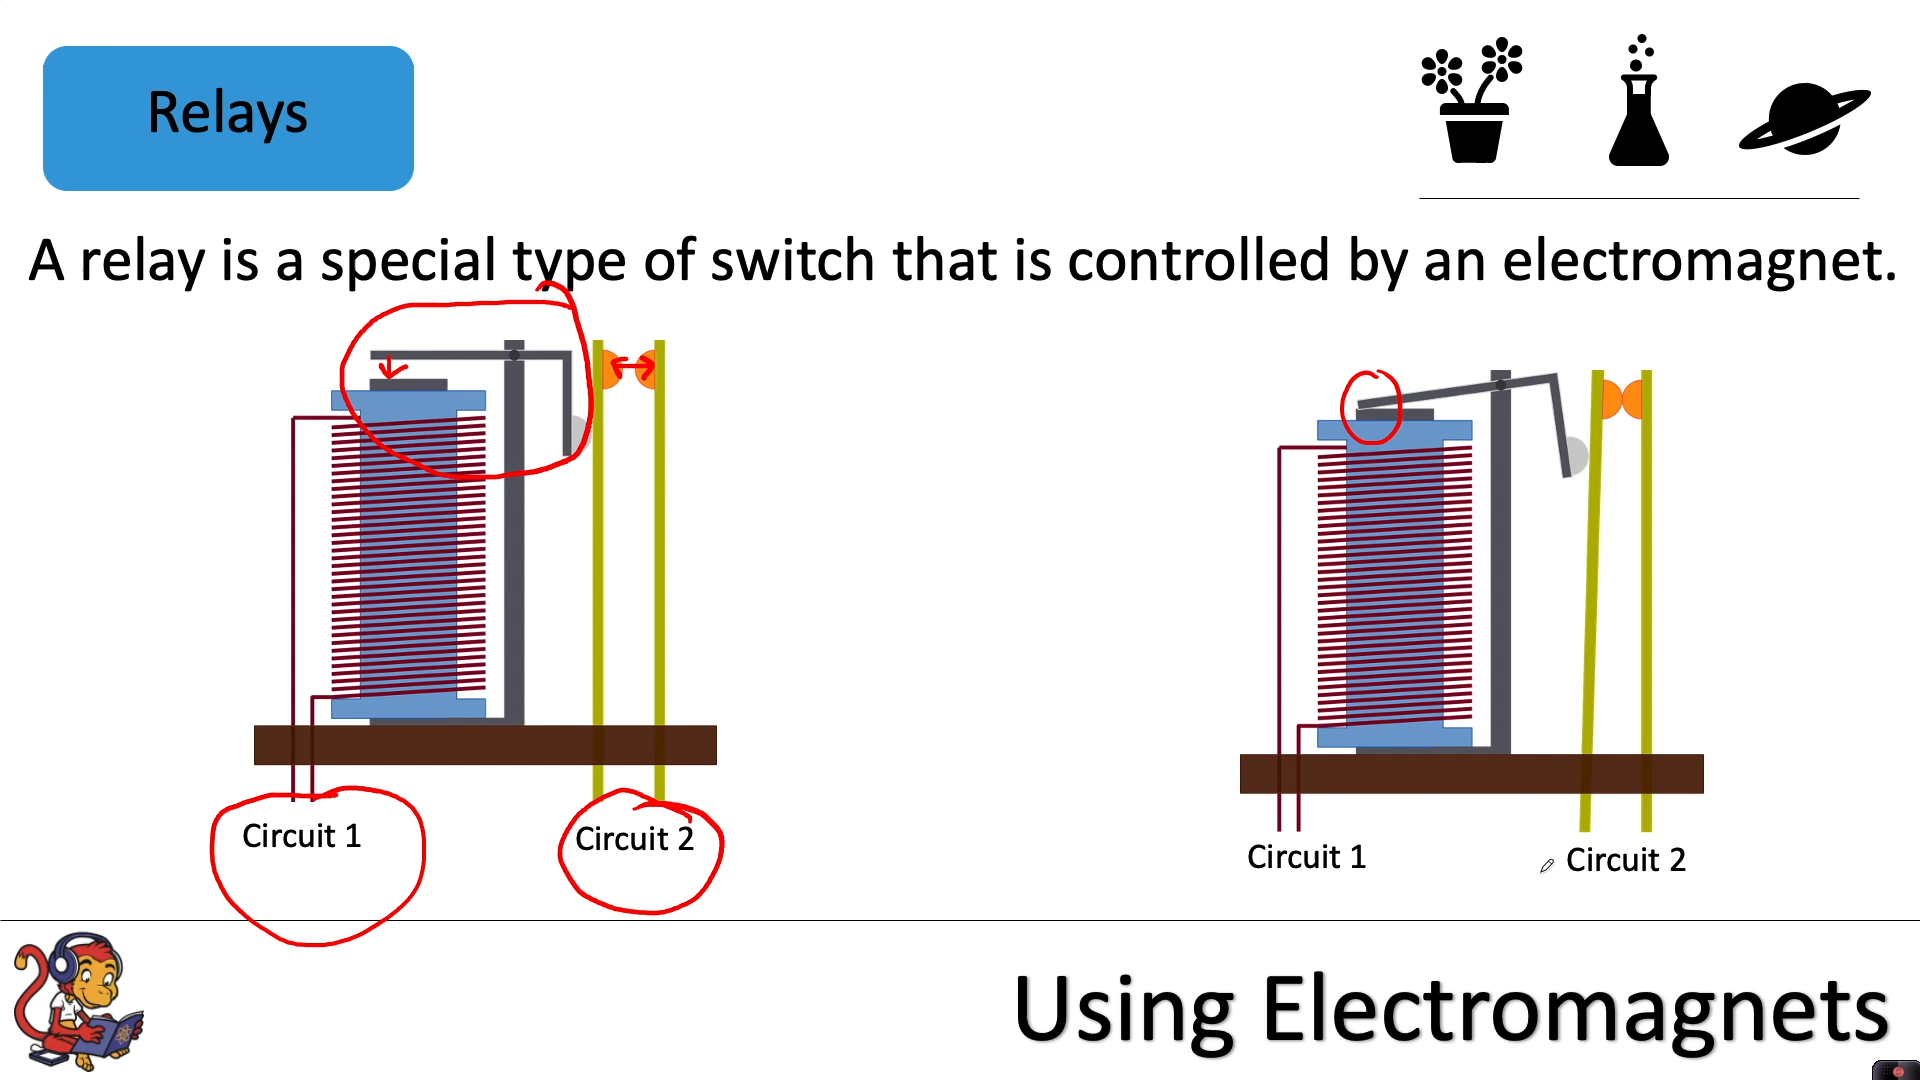 Relays
A relay is a special type of switch that is controlled by an electromagnet.
Circuit 1
Circuit 2
Circuit 1
Circuit 2
Using Electromagnets